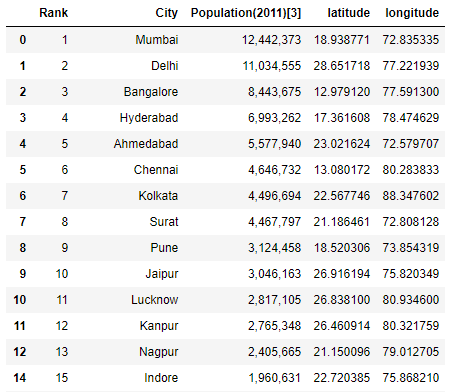 Rank City Population(2011)[3] latitude longitude
0 1 Mumbai 12,442,373 18.938771 72.835335
1 2 Delhi 11,034,555 28.651718 77.221939
2 3 Bangalore 8,443,675 12.979120 77.591300
3 4 Hyderabad 6,993,262 17.361608 78.474629
4 5 Ahmedabad 5,577,940 23.021624 72.579707
5 6 Chennai 4,646,732 13.080172 80.283833
6 7 Kolkata 4,496,694 22.567746 88.347602
7 8 Surat 4,467,797 21.186461 72.808128
8 9 Pune 3,124,458 18.520306 73.854319
9 10 Jaipur 3,046,163 26.916194 75.820349
10 11 Lucknow 2,817,105 26.838100 80.934600
11 12 Kanpur 2,765,348 26.460914 80.321759
12 13 Nagpur 2,405,665 21.150096 79.012705
14 15 Indore 1,960,631 22.720385 75.868210